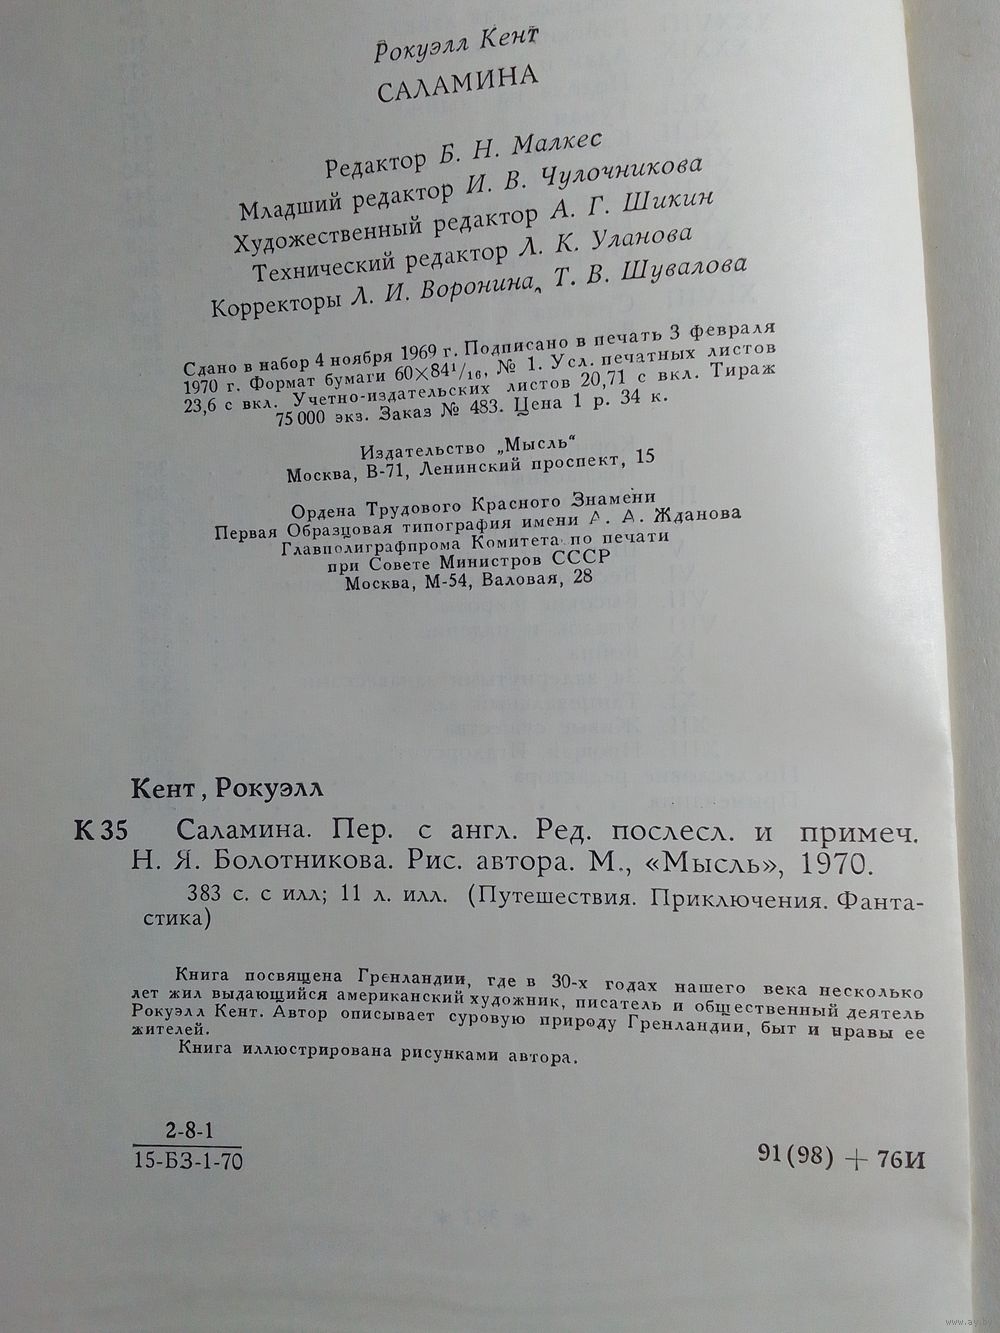 Рокуэлл Кент
САЛАМИНА
Редактор Б. Н. Малкес
Младший редактор И. В. Чулочникова
Художественный редактор А. Г. Шикин
Технический редактор Л. К. Уланова
Корректоры Л. И. Воронина, Т. В. Шувалова
Сдано в набор 4 ноября 1969 г. Подписано в печать 3 февраля
1970 г. Формат бумаги 60×84¹/₁₆, № 1. Усл. печатных листов
23,6 с вкл. Учетно-издательских листов 20,71 с вкл. Тираж
75 000 экз. Заказ № 483. Цена 1 р. 34 к.
Издательство „Мысль“
Москва, В-71, Ленинский проспект, 15
Ордена Трудового Красного Знамени
Первая Образцовая типография имени А. А. Жданова
Главполиграфпрома Комитета по печати
при Совете Министров СССР
Москва, М-54, Валовая, 28
Кент, Рокуэлл
К 35 Саламина. Пер. с англ. Ред. послесл. и примеч.
Н. Я. Болотникова. Рис. автора. М., «Мысль», 1970.
383 с. с илл; 11 л. илл. (Путешествия. Приключения. Фанта-
стика)
Книга посвящена Гренландии, где в 30-х годах нашего века несколько
лет жил выдающийся американский художник, писатель и общественный деятель
Рокуэлл Кент. Автор описывает суровую природу Гренландии, быт и нравы ее
жителей.
Книга иллюстрирована рисунками автора.
2-8-1
15-БЗ-1-70
91(98) + 76И
www.ay.by